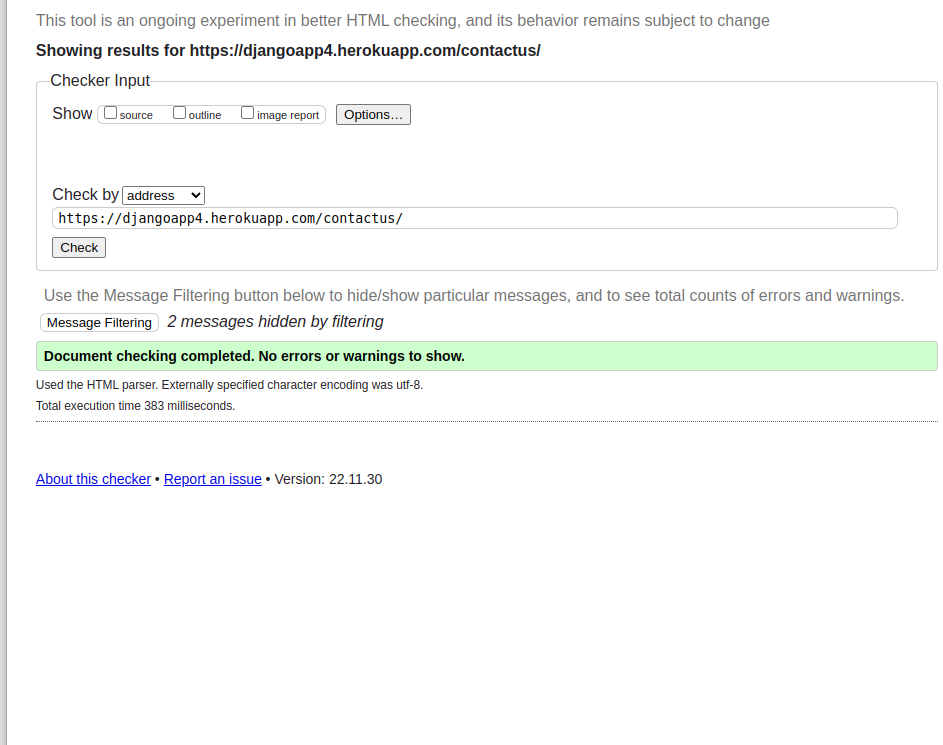 This tool is an ongoing experiment in better HTML checking, and its behavior remains subject to change
Showing results for https://djangoapp4.herokuapp.com/contactus/
Checker Input
Show source outline image report Options...
Check by address
https://djangoapp4.herokuapp.com/contactus/
Check
Use the Message Filtering button below to hide/show particular messages, and to see total counts of errors and warnings.
Message Filtering 2 messages hidden by filtering
Document checking completed. No errors or warnings to show.
Used the HTML parser. Externally specified character encoding was utf-8.
Total execution time 383 milliseconds.
About this checker • Report an issue • Version: 22.11.30